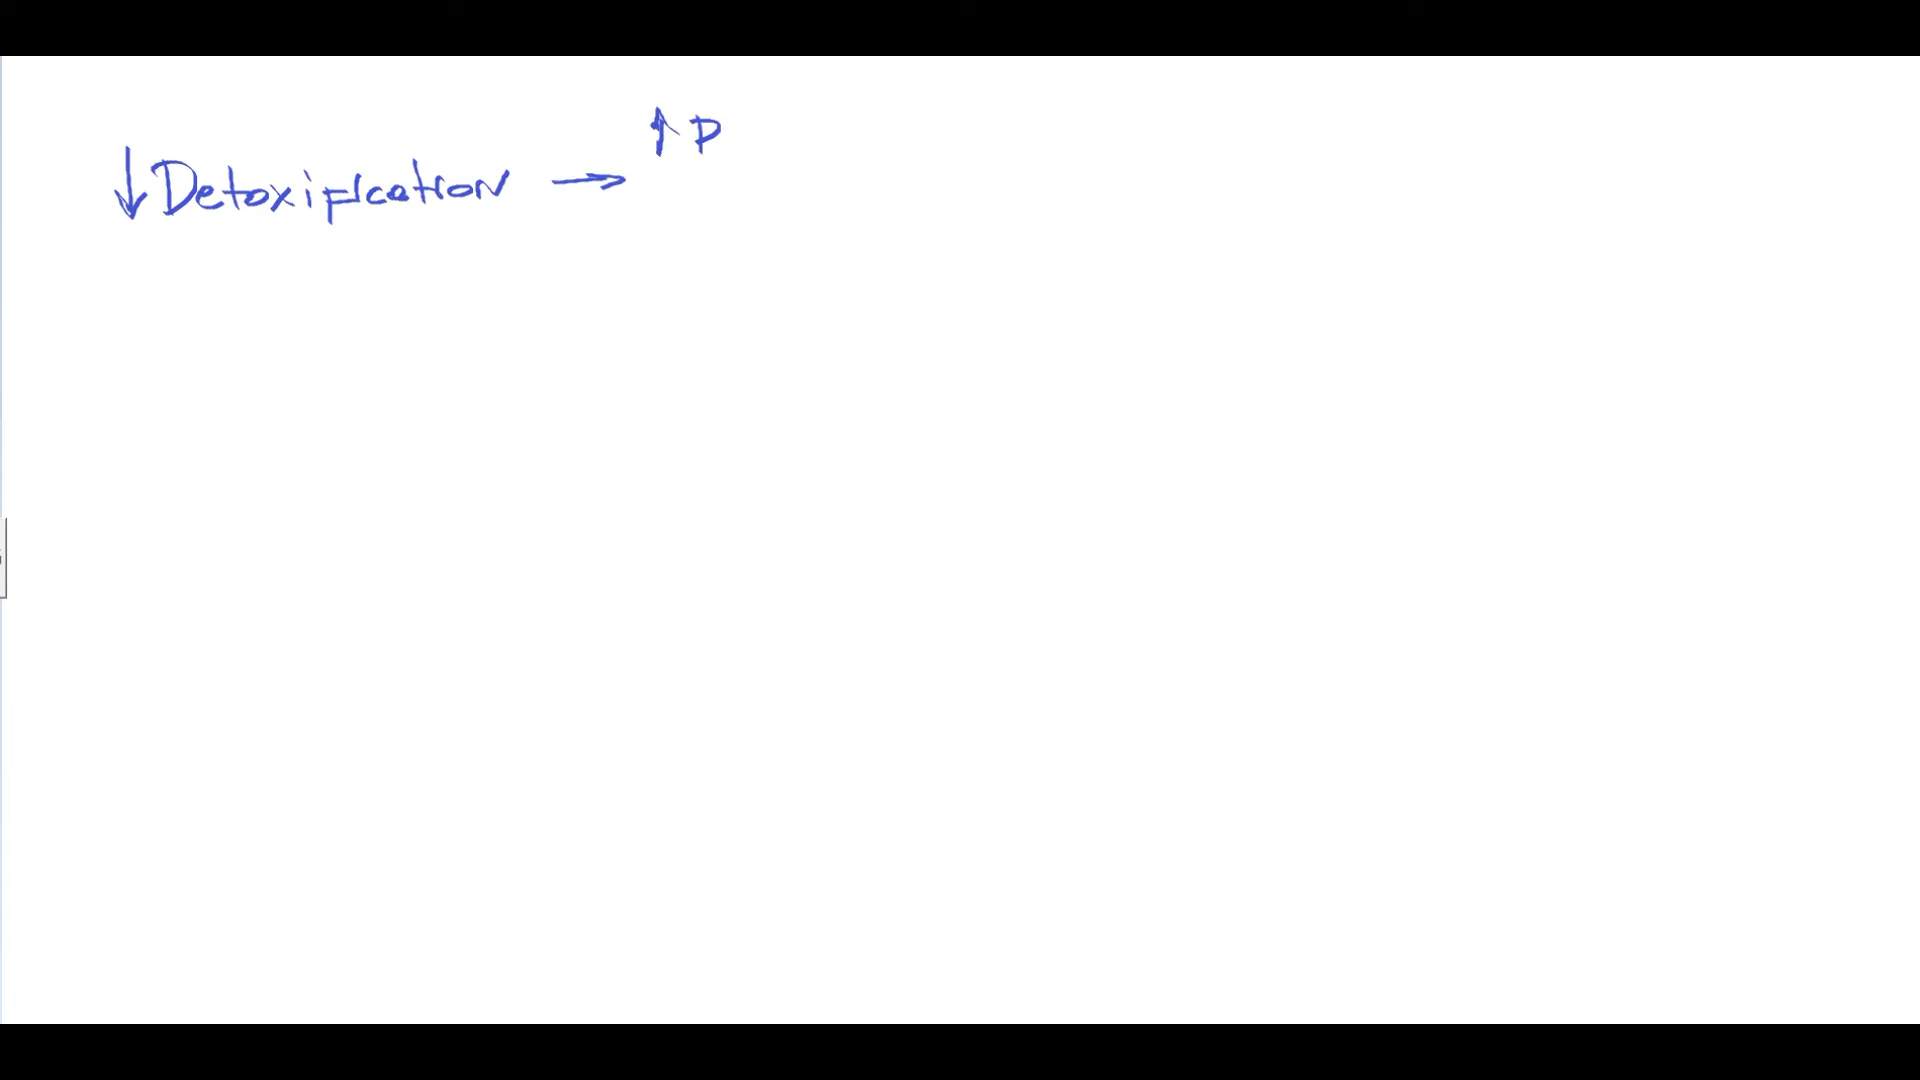 ↑ D
↓ Detoxification →